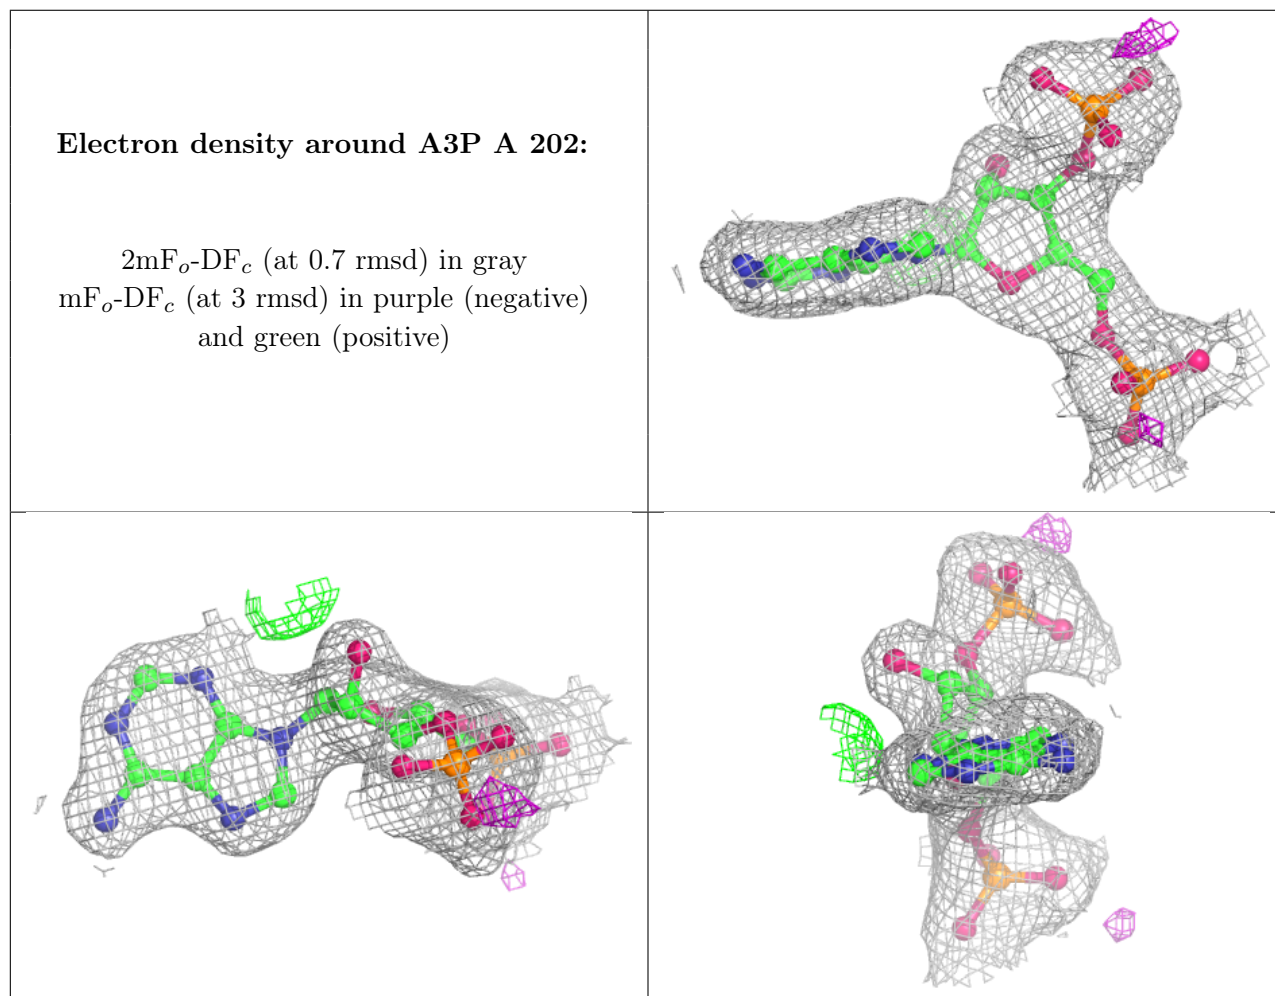 Electron density around A3P A 202:
2mFo-DFc (at 0.7 rmsd) in gray
mFo-DFc (at 3 rmsd) in purple (negative)
and green (positive)